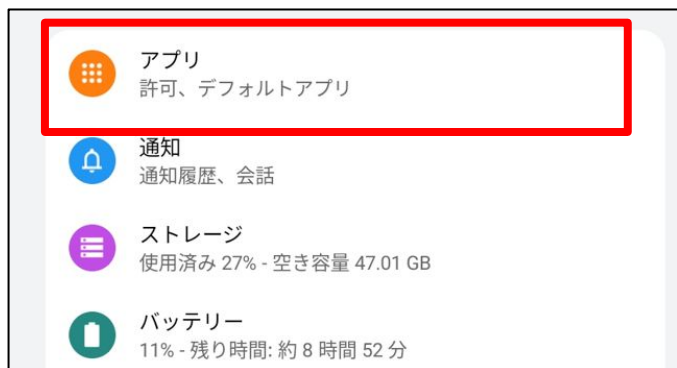 アプリ
許可、デフォルトアプリ
通知
通知履歴、会話
ストレージ
使用済み 27% - 空き容量 47.01 GB
バッテリー
11% - 残り時間: 約 8 時間 52 分